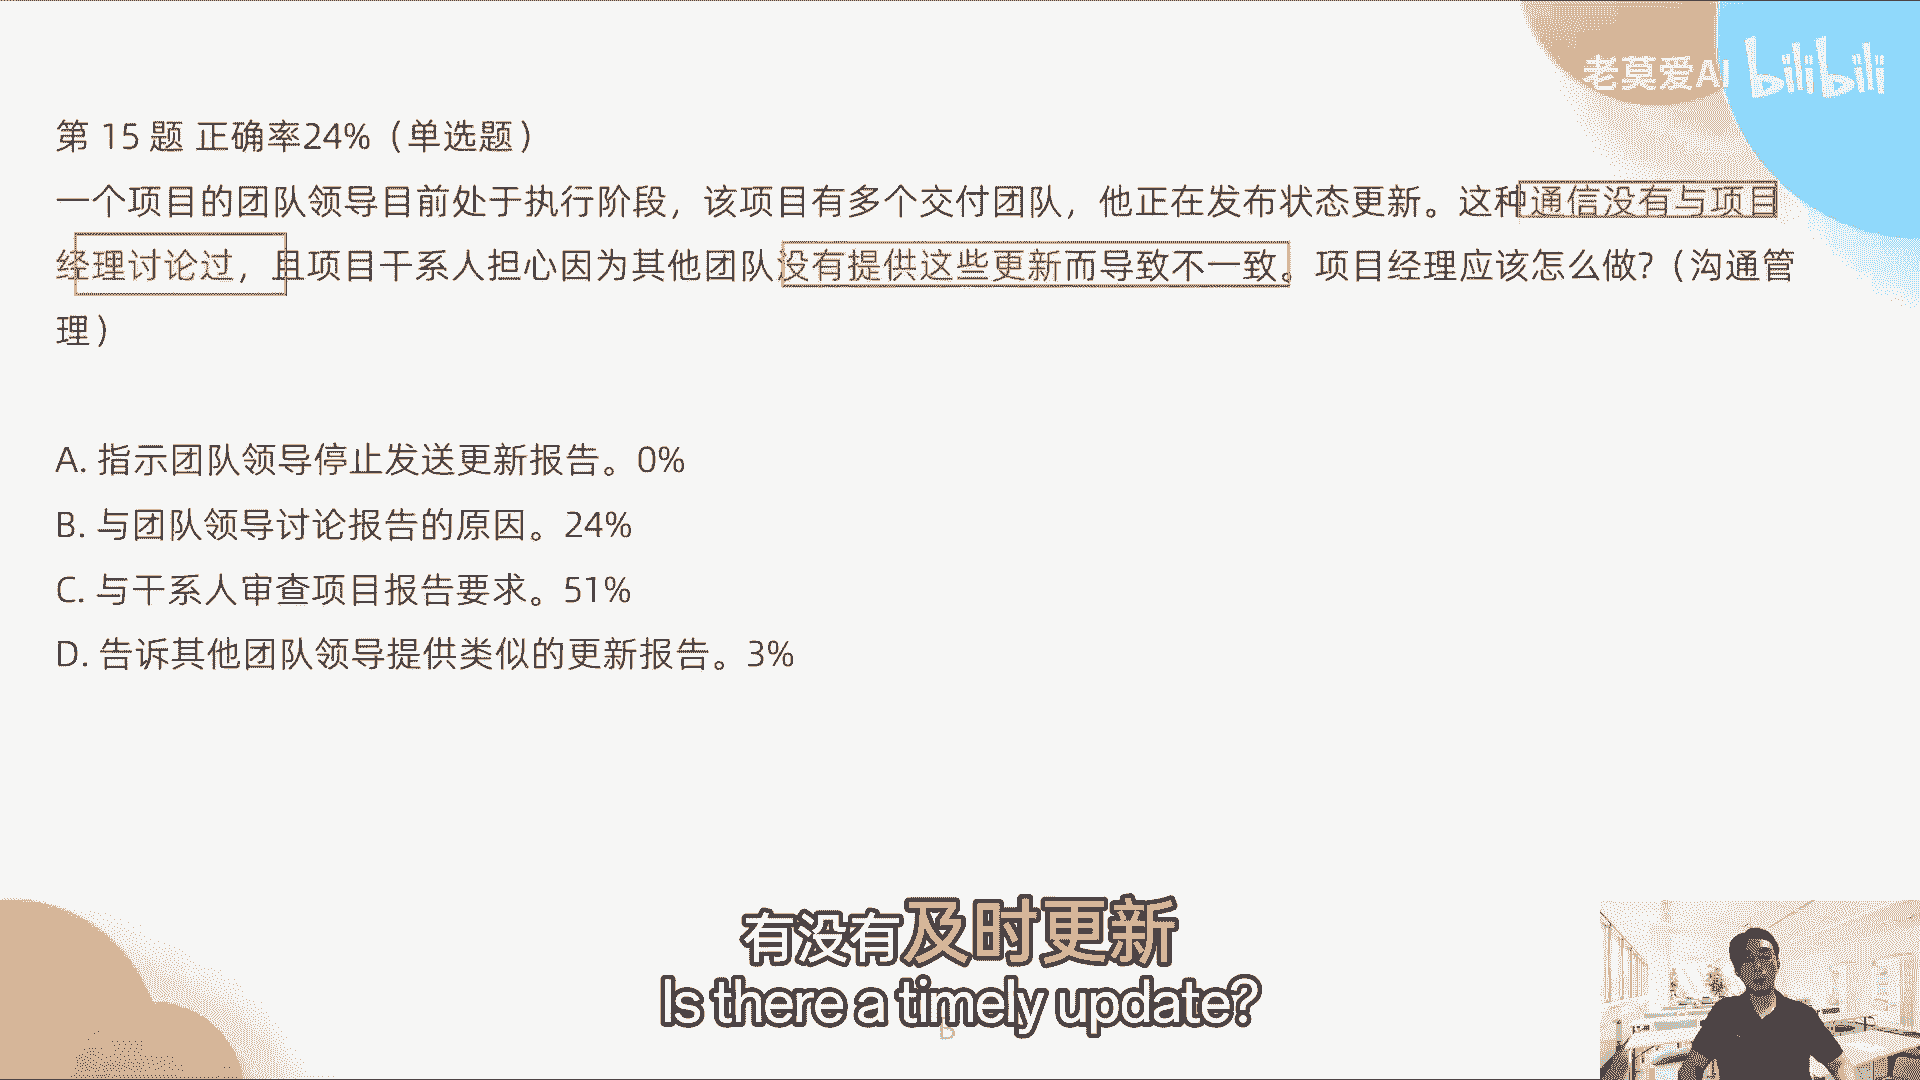 老莫爱AI bilibili
第 15 题 正确率24%（单选题）
一个项目的团队领导目前处于执行阶段，该项目有多个交付团队，他正在发布状态更新。这种通信没有与项目
经理讨论过，且项目干系人担心因为其他团队没有提供这些更新而导致不一致。项目经理应该怎么做?（沟通管
理）
A. 指示团队领导停止发送更新报告。0%
B. 与团队领导讨论报告的原因。24%
C. 与干系人审查项目报告要求。51%
D. 告诉其他团队领导提供类似的更新报告。3%
有没有及时更新
Is there a timely update?
B